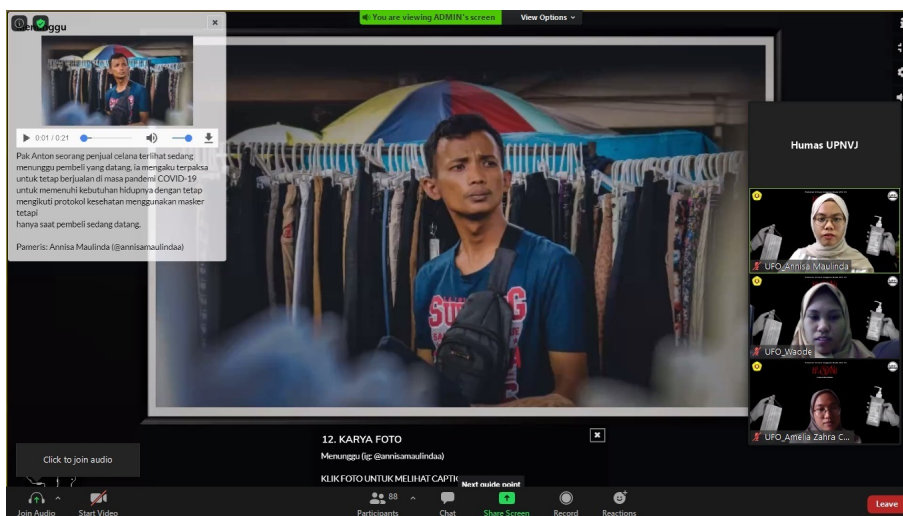 You are viewing ADMIN's screen
View Options
Menunggu
0:01 / 0:21
Pak Anton seorang penjual celana terlihat sedang
menunggu pembeli yang datang, ia mengaku terpaksa
untuk tetap berjualan di masa pandemi COVID-19
untuk memenuhi kebutuhan hidupnya dengan tetap
mengikuti protokol kesehatan menggunakan masker
tetapi
hanya saat pembeli sedang datang.
Pameris: Annisa Maulinda (@annisamaulindaa)
Humas UPNVJ
UFO_Annisa Maulinda
UFO_Waode
UFO_Amelia Zahra C...
12. KARYA FOTO
Menunggu (ig: @annisamaulindaa)
KLIK FOTO UNTUK MELIHAT CAPTI
Next guide point
Click to join audio
Join Audio
Start Video
88
Participants
Chat
Share Screen
Record
Reactions
Leave